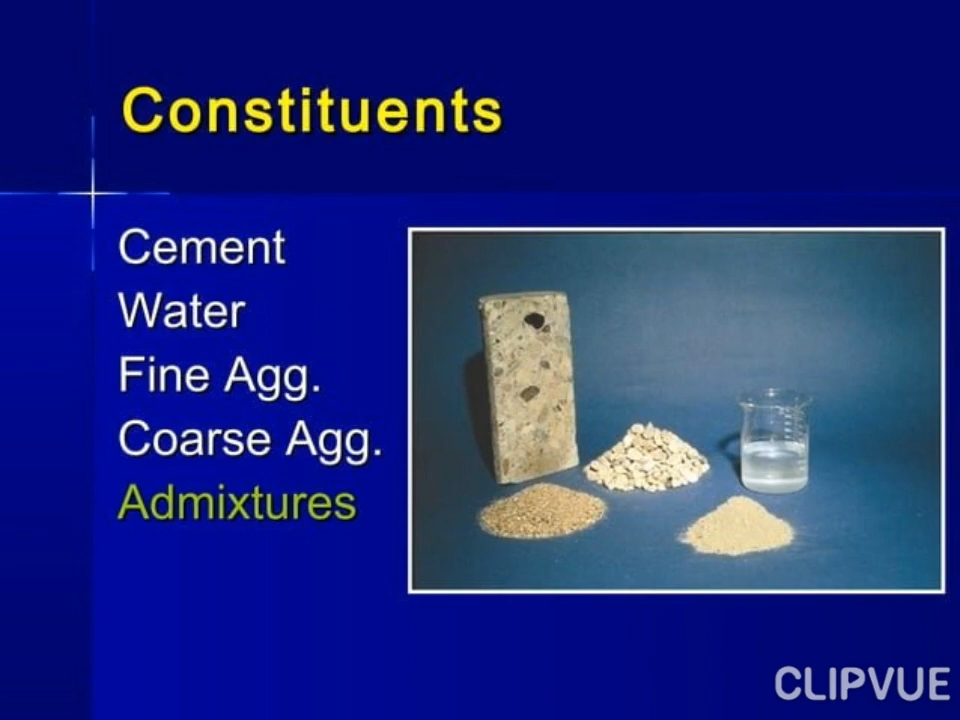 Constituents
Cement
Water
Fine Agg.
Coarse Agg.
Admixtures
CLIPVUE